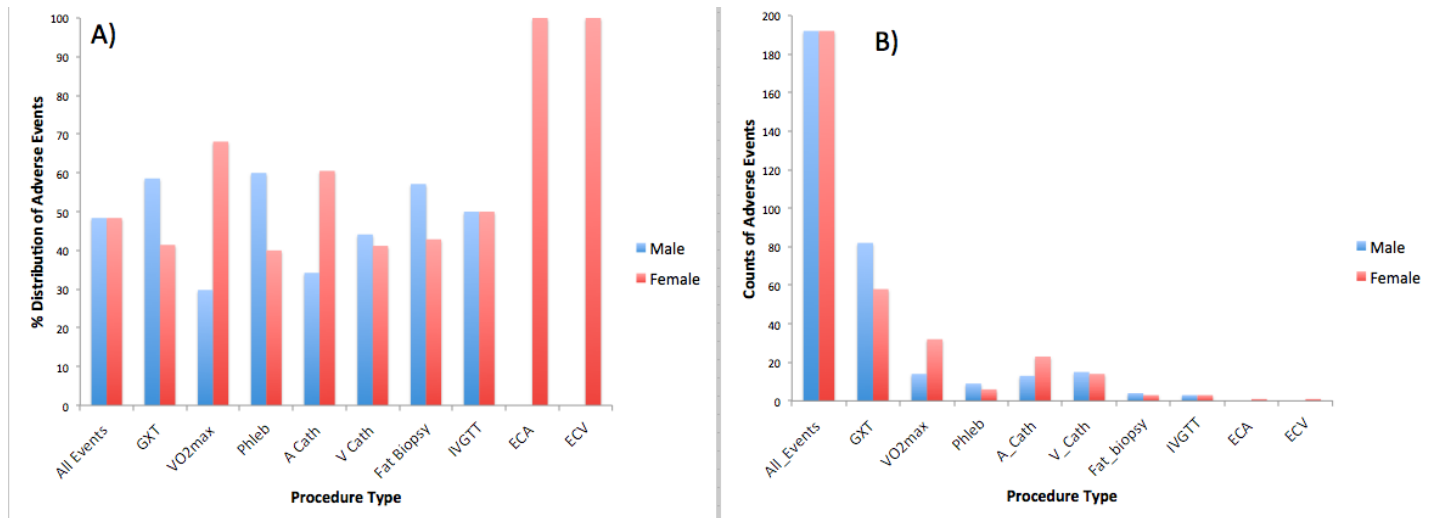 A)
% Distribution of Adverse Events
100
90
80
70
60
50
40
30
20
10
0
All Events
GXT
VO2max
Phleb
A Cath
V Cath
Fat Biopsy
IVGTT
ECA
ECV
Procedure Type
Male
Female
B)
Counts of Adverse Events
200
180
160
140
120
100
80
60
40
20
0
All_Events
GXT
VO2max
Phleb
A_Cath
V_Cath
Fat_biopsy
IVGTT
ECA
ECV
Procedure Type
Male
Female